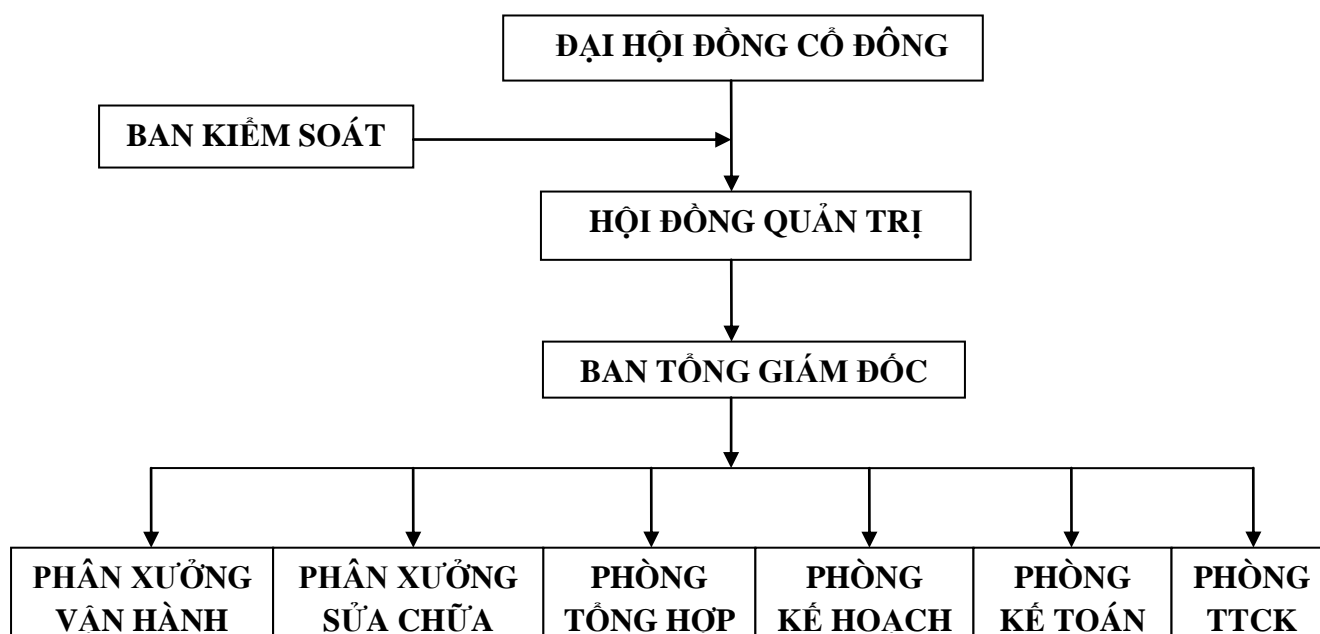 ĐẠI HỘI ĐỒNG CỔ ĐÔNG
BAN KIỂM SOÁT
HỘI ĐỒNG QUẢN TRỊ
BAN TỔNG GIÁM ĐỐC
PHÂN XƯỞNG
VẬN HÀNH
PHÂN XƯỞNG
SỬA CHỮA
PHÒNG
TỔNG HỢP
PHÒNG
KẾ HOẠCH
PHÒNG
KẾ TOÁN
PHÒNG
TTCK